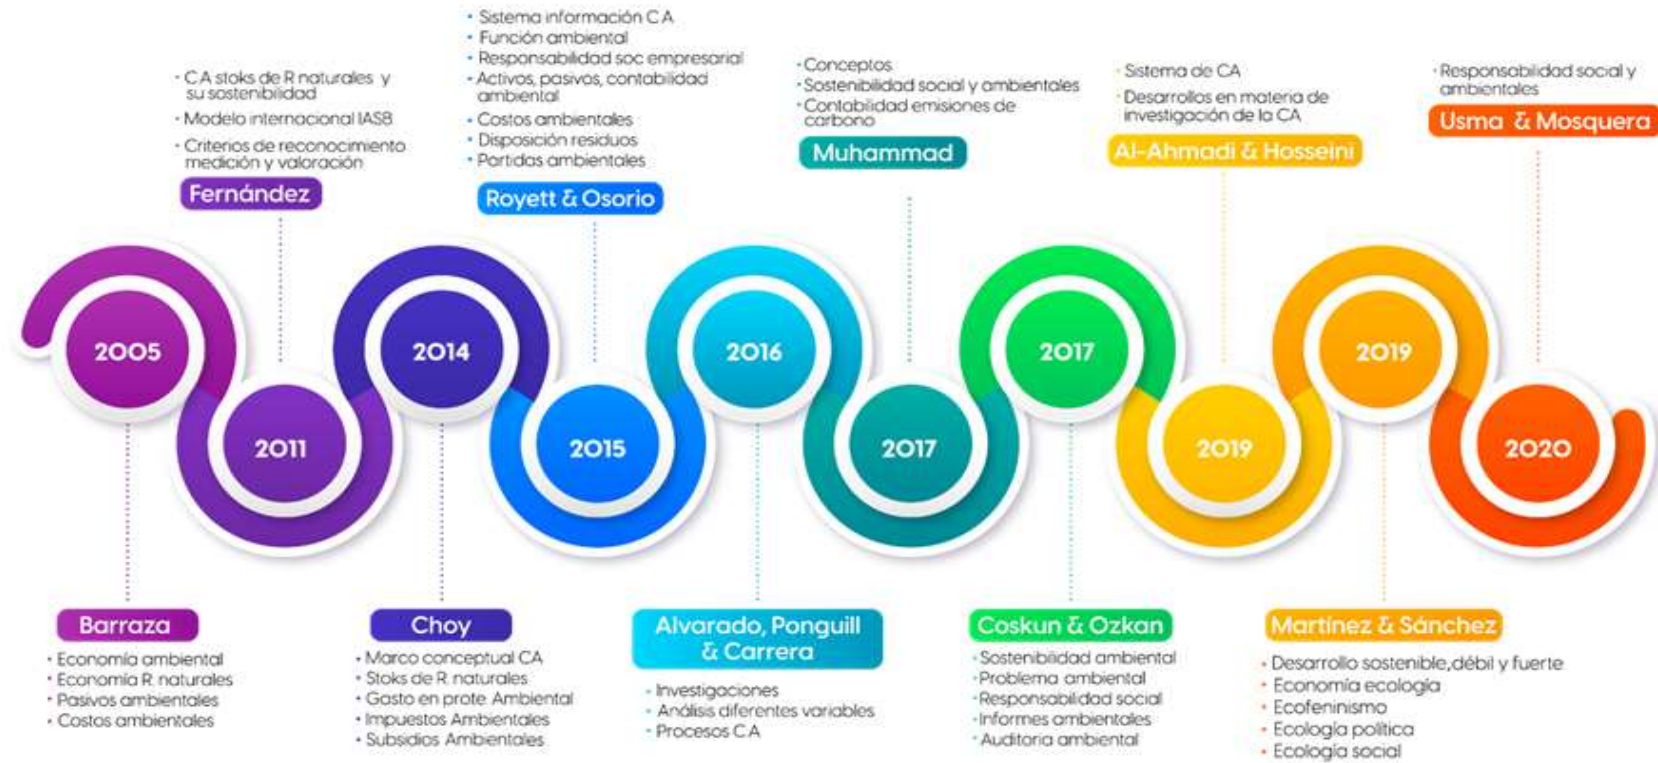 • Sistema información C A
• Función ambiental
• Responsabilidad soc empresarial
• Activos, pasivos, contabilidad
ambiental
• Costos ambientales
• Disposición residuos
• Partidas ambientales
Royett & Osorio
• C A stoks de R naturales y
su sostenibilidad
• Modelo internacional IASB
• Criterios de reconocimiento
medición y valoración
Fernández
• Conceptos
• Sostenibilidad social y ambientales
• Contabilidad emisiones de
carbono
Muhammad
• Sistema de CA
• Desarrollos en materia de
investigación de la CA
Al-Ahmadi & Hosseini
• Responsabilidad social y
ambientales
Usma & Mosquera
2005
2011
2014
2015
2016
2017
2017
2019
2019
2020
Barraza
• Economía ambiental
• Economía R naturales
• Pasivos ambientales
• Costos ambientales
Choy
• Marco conceptual CA
• Stoks de R naturales
• Gasto en prote Ambiental
• Impuestos Ambientales
• Subsidios Ambientales
Alvarado, Ponguill
& Carrera
• Investigaciones
• Análisis diferentes variables
• Procesos C A
Coskun & Ozkan
• Sostenibilidad ambiental
• Problema ambiental
• Responsabilidad social
• Informes ambientales
• Auditoria ambiental
Martínez & Sánchez
• Desarrollo sostenible,débil y fuerte
• Economía ecología
• Ecofeninismo
• Ecología política
• Ecología social